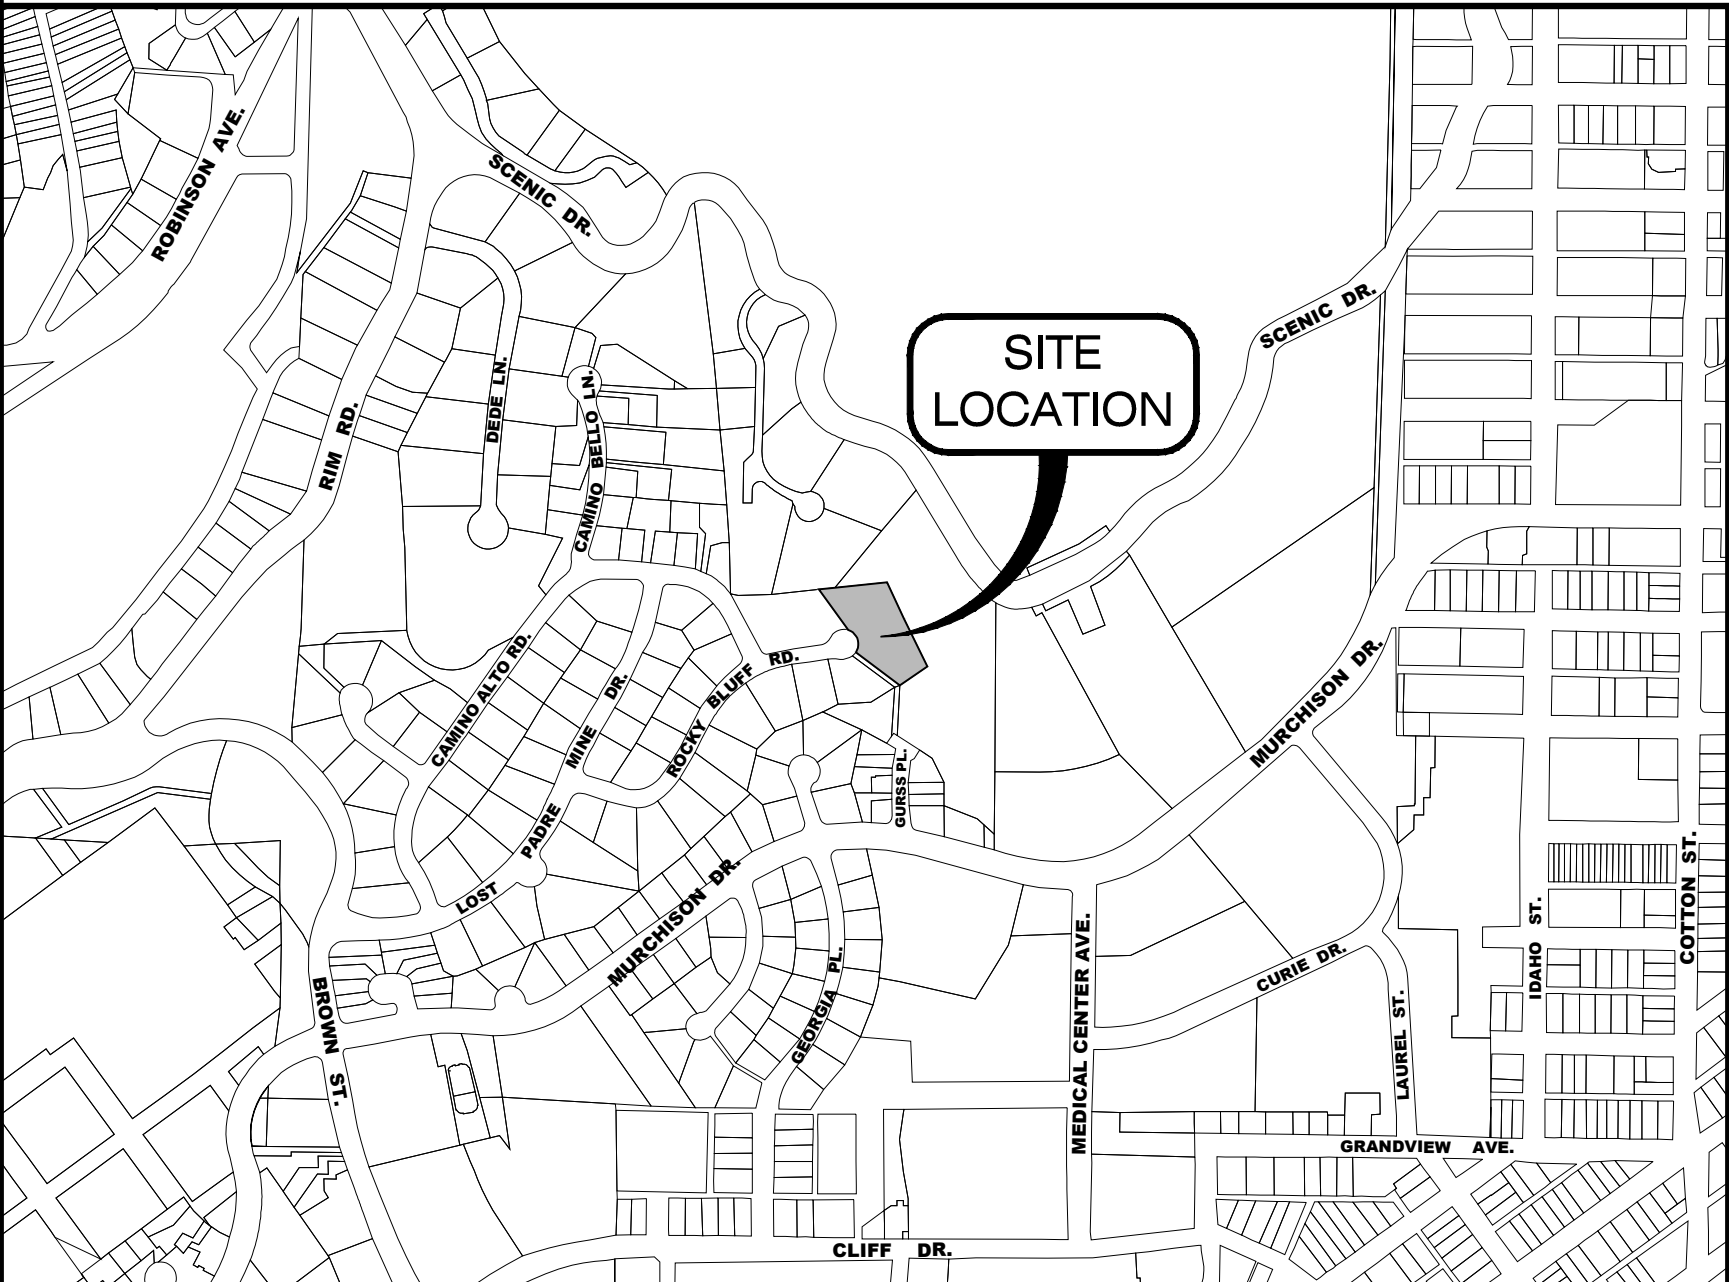 ROBINSON AVE.
SCENIC DR.
SCENIC DR.
SITE
LOCATION
RIM RD.
DEDE LN.
CAMINO BELLO LN.
CAMINO ALTO RD.
LOST PADRE MINE DR.
ROCKY BLUFF RD.
MURCHISON DR.
GURSS PL.
MURCHISON DR.
GEORGIA PL.
BROWN ST.
MEDICAL CENTER AVE.
CURIE DR.
LAUREL ST.
IDAHO ST.
COTTON ST.
GRANDVIEW AVE.
CLIFF DR.